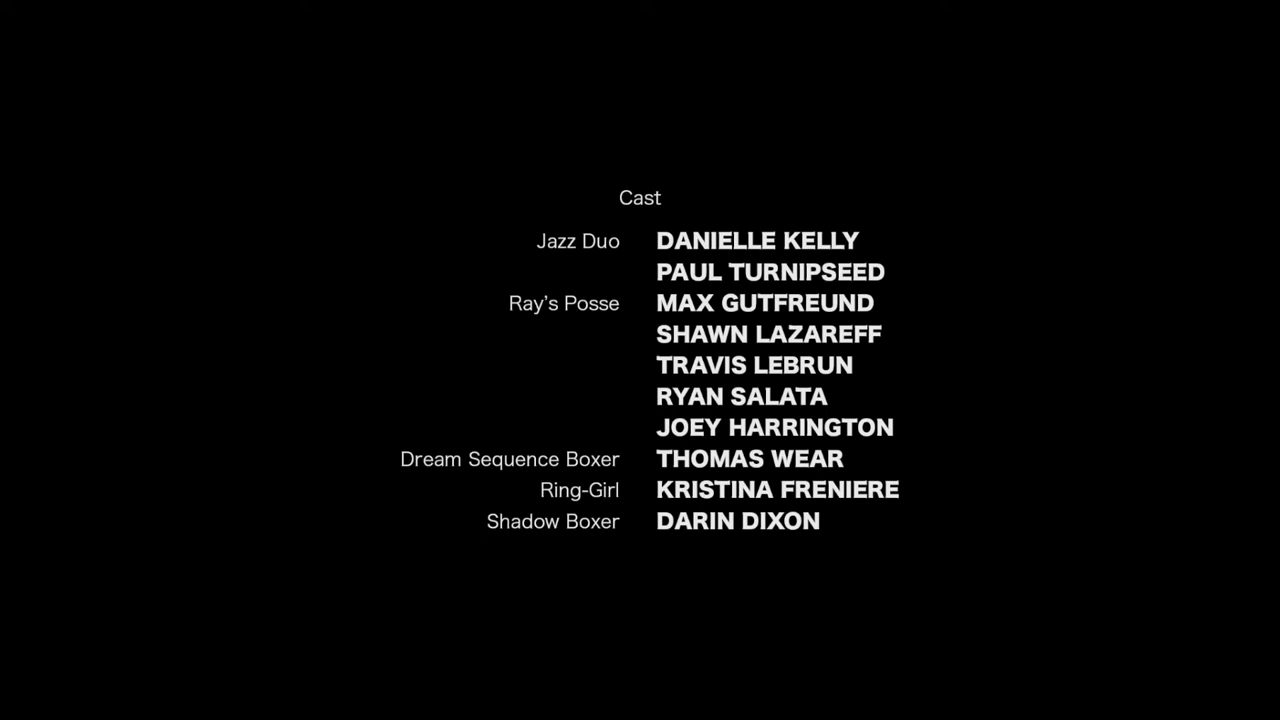 Cast
Jazz Duo DANIELLE KELLY
PAUL TURNIPSEED
Ray's Posse MAX GUTFREUND
SHAWN LAZAREFF
TRAVIS LEBRUN
RYAN SALATA
JOEY HARRINGTON
Dream Sequence Boxer THOMAS WEAR
Ring-Girl KRISTINA FRENIERE
Shadow Boxer DARIN DIXON